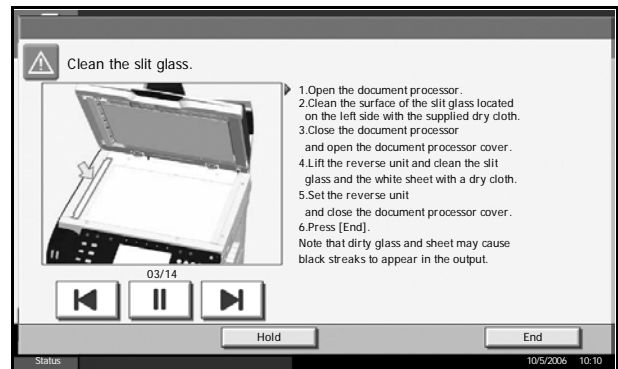 Clean the slit glass.
1.Open the document processor.
2.Clean the surface of the slit glass located
on the left side with the supplied dry cloth.
3.Close the document processor
and open the document processor cover.
4.Lift the reverse unit and clean the slit
glass and the white sheet with a dry cloth.
5.Set the reverse unit
and close the document processor cover.
6.Press [End].
Note that dirty glass and sheet may cause
black streaks to appear in the output.
03/14
Hold
End
Status
10/5/2006 10:10